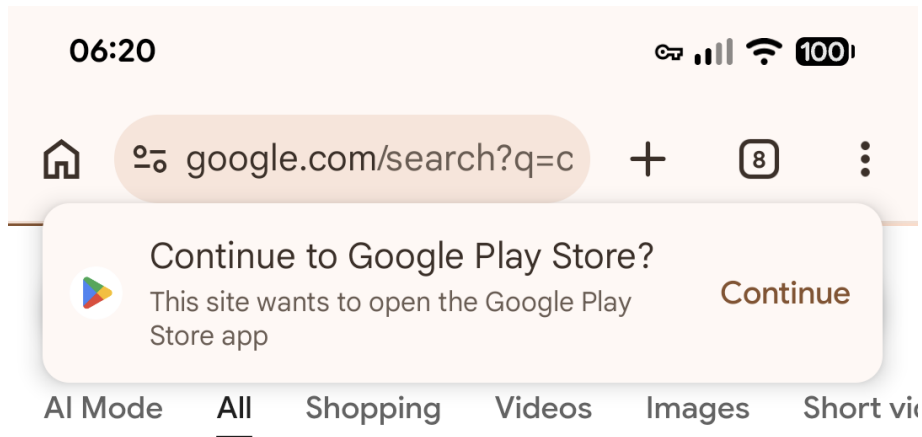 06:20
100
google.com/search?q=c
8
Continue to Google Play Store?
This site wants to open the Google Play
Store app
Continue
AI Mode All Shopping Videos Images Short vid